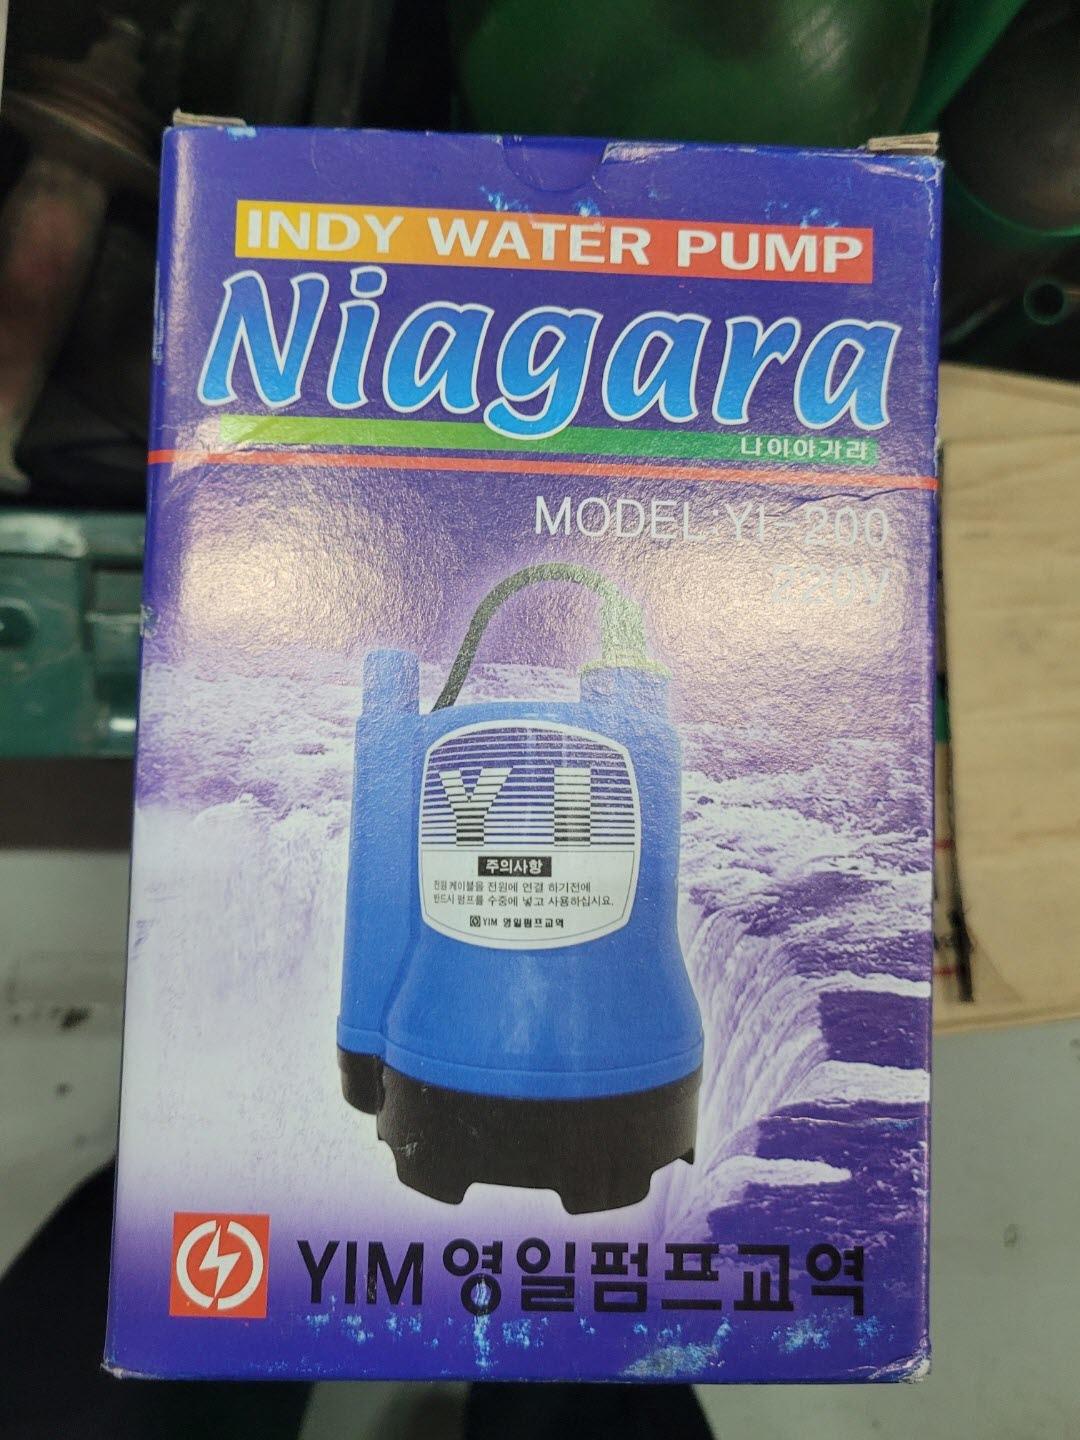 INDY WATER PUMP
Niagara
나이아가라
MODEL YI-200
220V
YI
주의사항
전원 케이블을 전원에 연결 하기전에
반드시 펌프를 수중에 넣고 사용하십시요.
YIM 영일펌프교역
YIM 영일펌프교역